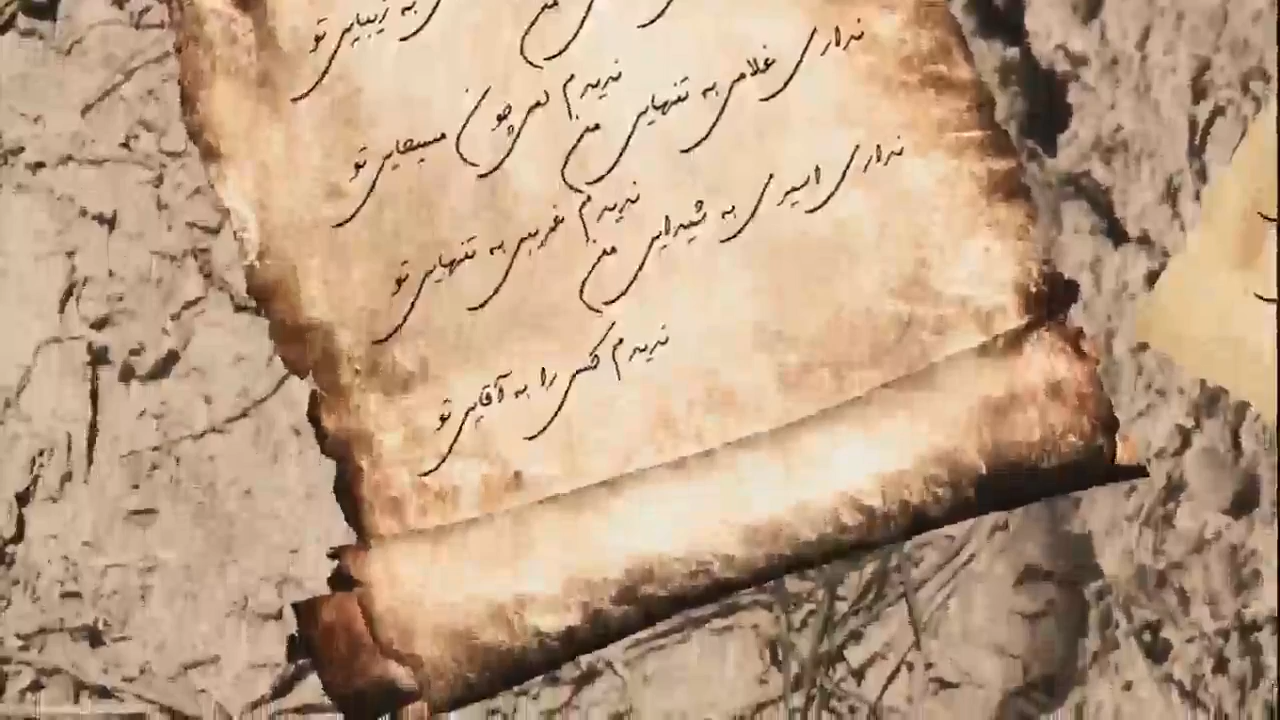 من
به زیبایی تو
نداری غلامی به تنهایی من
ندیدم لبی چون مسیحایی تو
نداری اسیری به شیدایی من
ندیدم غریبی به تنهایی تو
ندیدم کسی را به آقایی تو